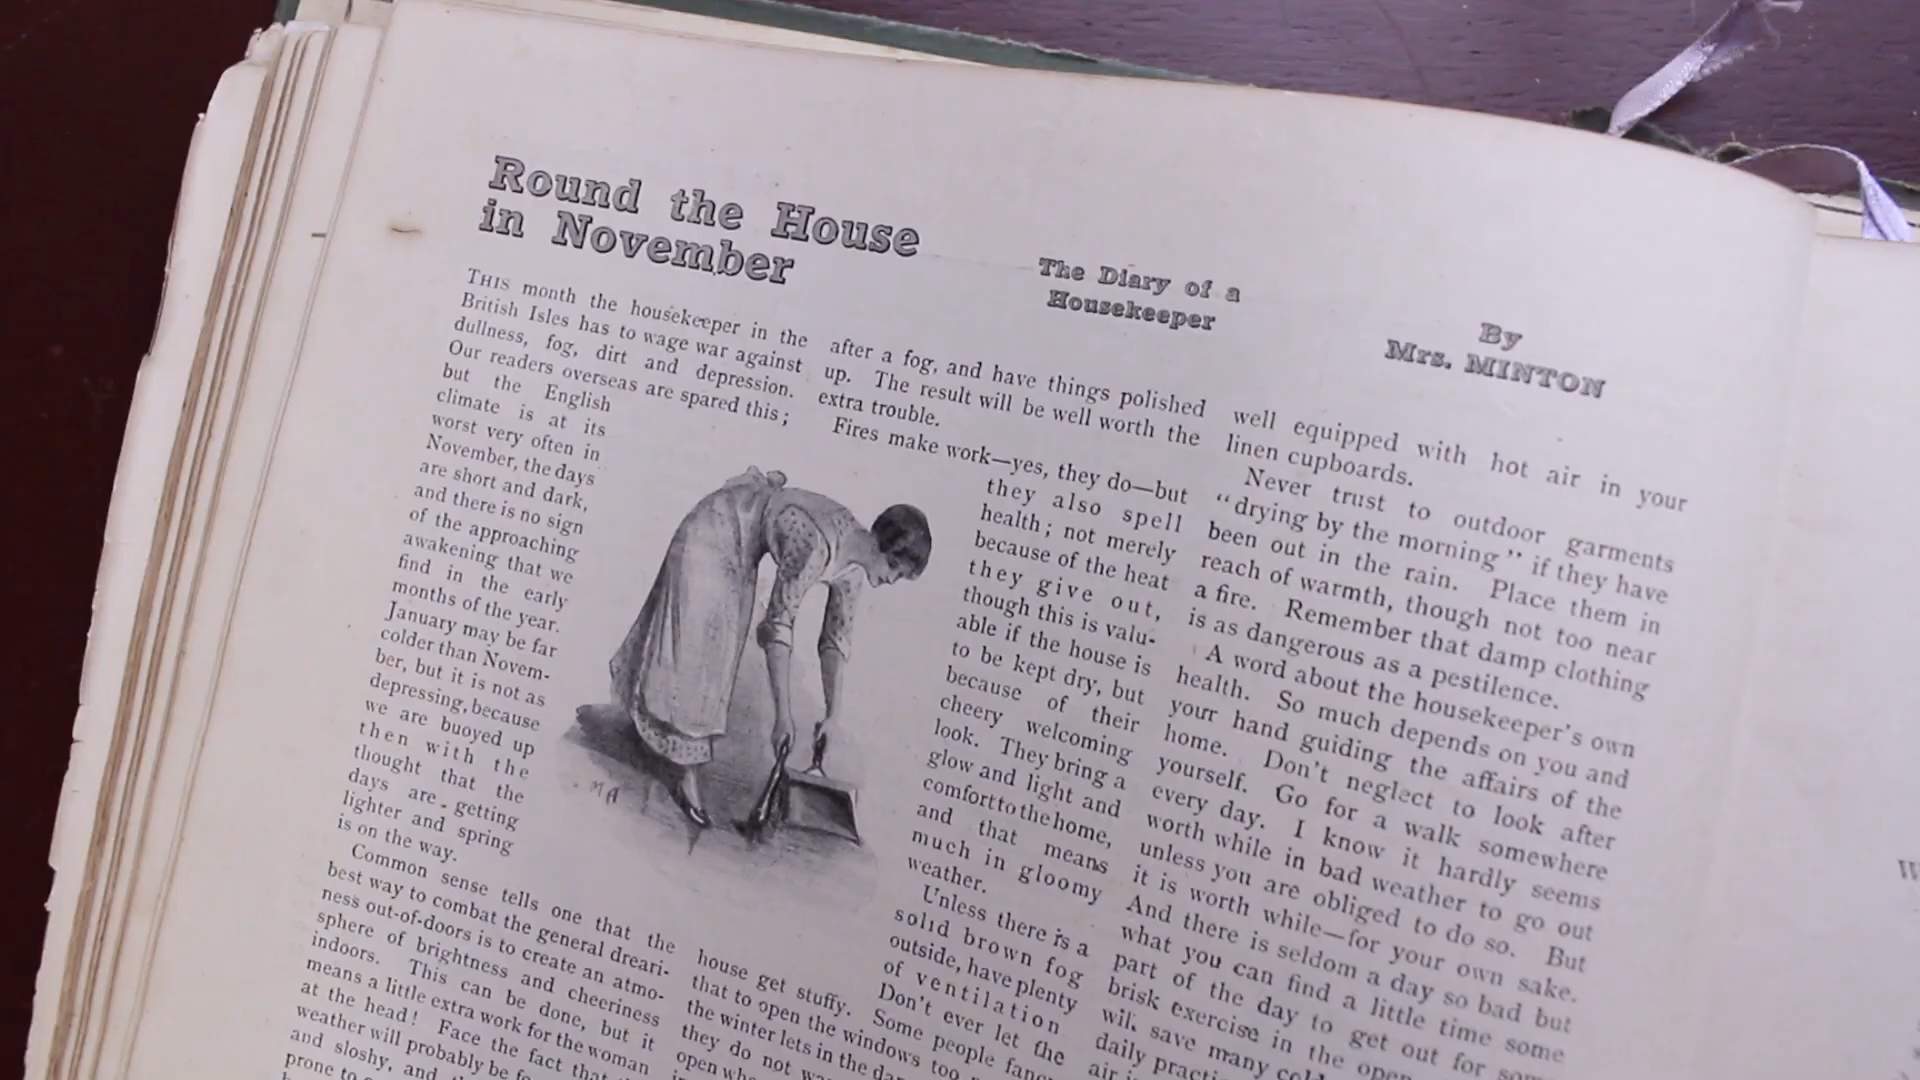 Round the House
in November
The Diary of a
Housekeeper
By
Mrs. MINTON
THIS month the housekeeper in the
British Isles has to wage war against
dullness, fog, dirt and depression.
Our readers overseas are spared this;
but the English
climate is at its
worst very often in
November, the days
are short and dark,
and there is no sign
of the approaching
awakening that we
find in the early
months of the year.
January may be far
colder than Novem-
ber, but it is not as
depressing, because
we are buoyed up
then with the
thought that the
days are getting
lighter and spring
is on the way.
Common sense tells one that the
best way to combat the general dreari-
ness out-of-doors is to create an atmo-
sphere of brightness and cheeriness
indoors. This can be done, but it
means a little extra work for the woman
at the head! Face the fact that
weather will probably be
and sloshy, and
prone to
MA
after a fog, and have things polished
up. The result will be well worth the
extra trouble.
Fires make work—yes, they do—but
they also spell
health; not merely
because of the heat
they give out,
though this is valu-
able if the house is
to be kept dry, but
because of their
cheery welcoming
look. They bring a
glow and light and
comfort to the home,
and that means
much in gloomy
weather.
Unless there is a
solid brown fog
outside, have plenty
of ventilation
Don't ever let the
house get stuffy. Some people
that to open the windows too
the winter lets in the
they do not
open
air
well equipped with hot air in your
linen cupboards.
Never trust to outdoor garments
“drying by the morning” if they have
been out in the rain. Place them in
reach of warmth, though not too near
a fire. Remember that damp clothing
is as dangerous as a pestilence.
A word about the housekeeper's own
health. So much depends on you and
your hand guiding the affairs of the
home. Don't neglect to look after
yourself. Go for a walk somewhere
every day. I know it hardly seems
worth while in bad weather to go out
unless you are obliged to do so. But
it is worth while—for your own sake.
And there is seldom a day so bad but
what you can find a little time some
part of the day to get out for
brisk exercise in the
will save many
daily